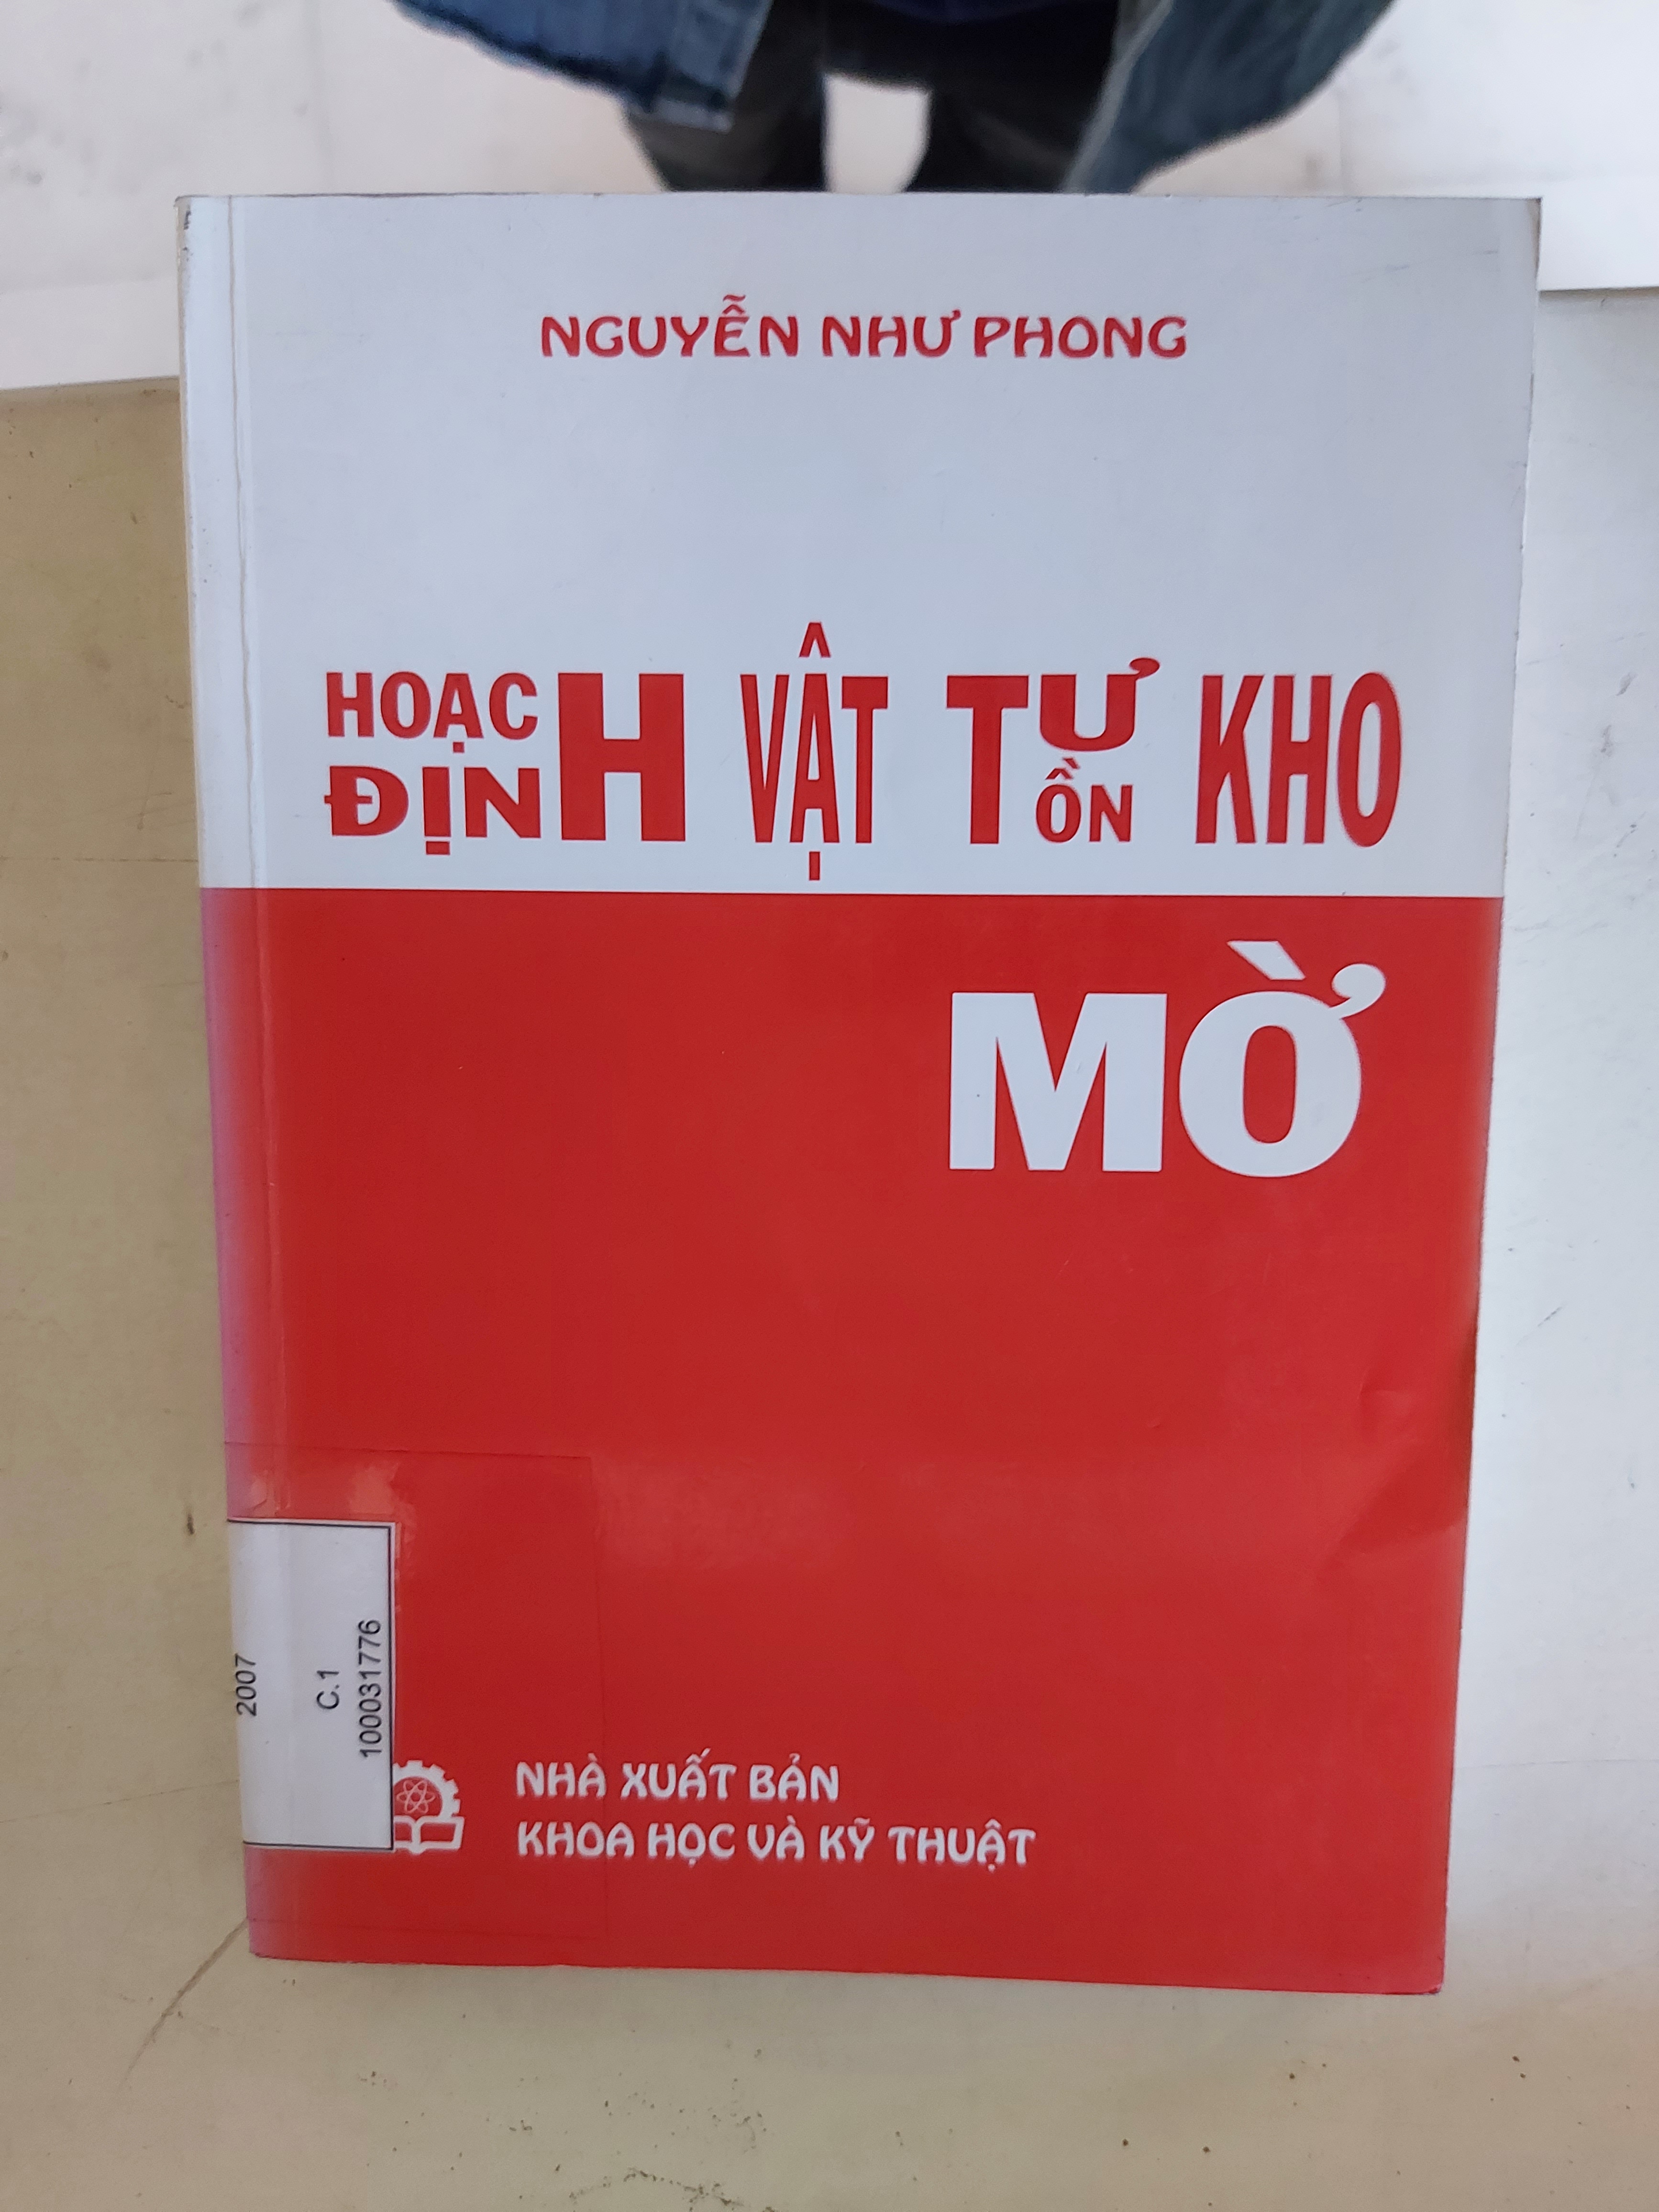 NGUYỄN NHƯ PHONG
HOẠCH ĐỊNH VẬT TƯ TỒN KHO
MỜ
2007
C.1
100031776
NHÀ XUẤT BẢN
KHOA HỌC VÀ KỸ THUẬT